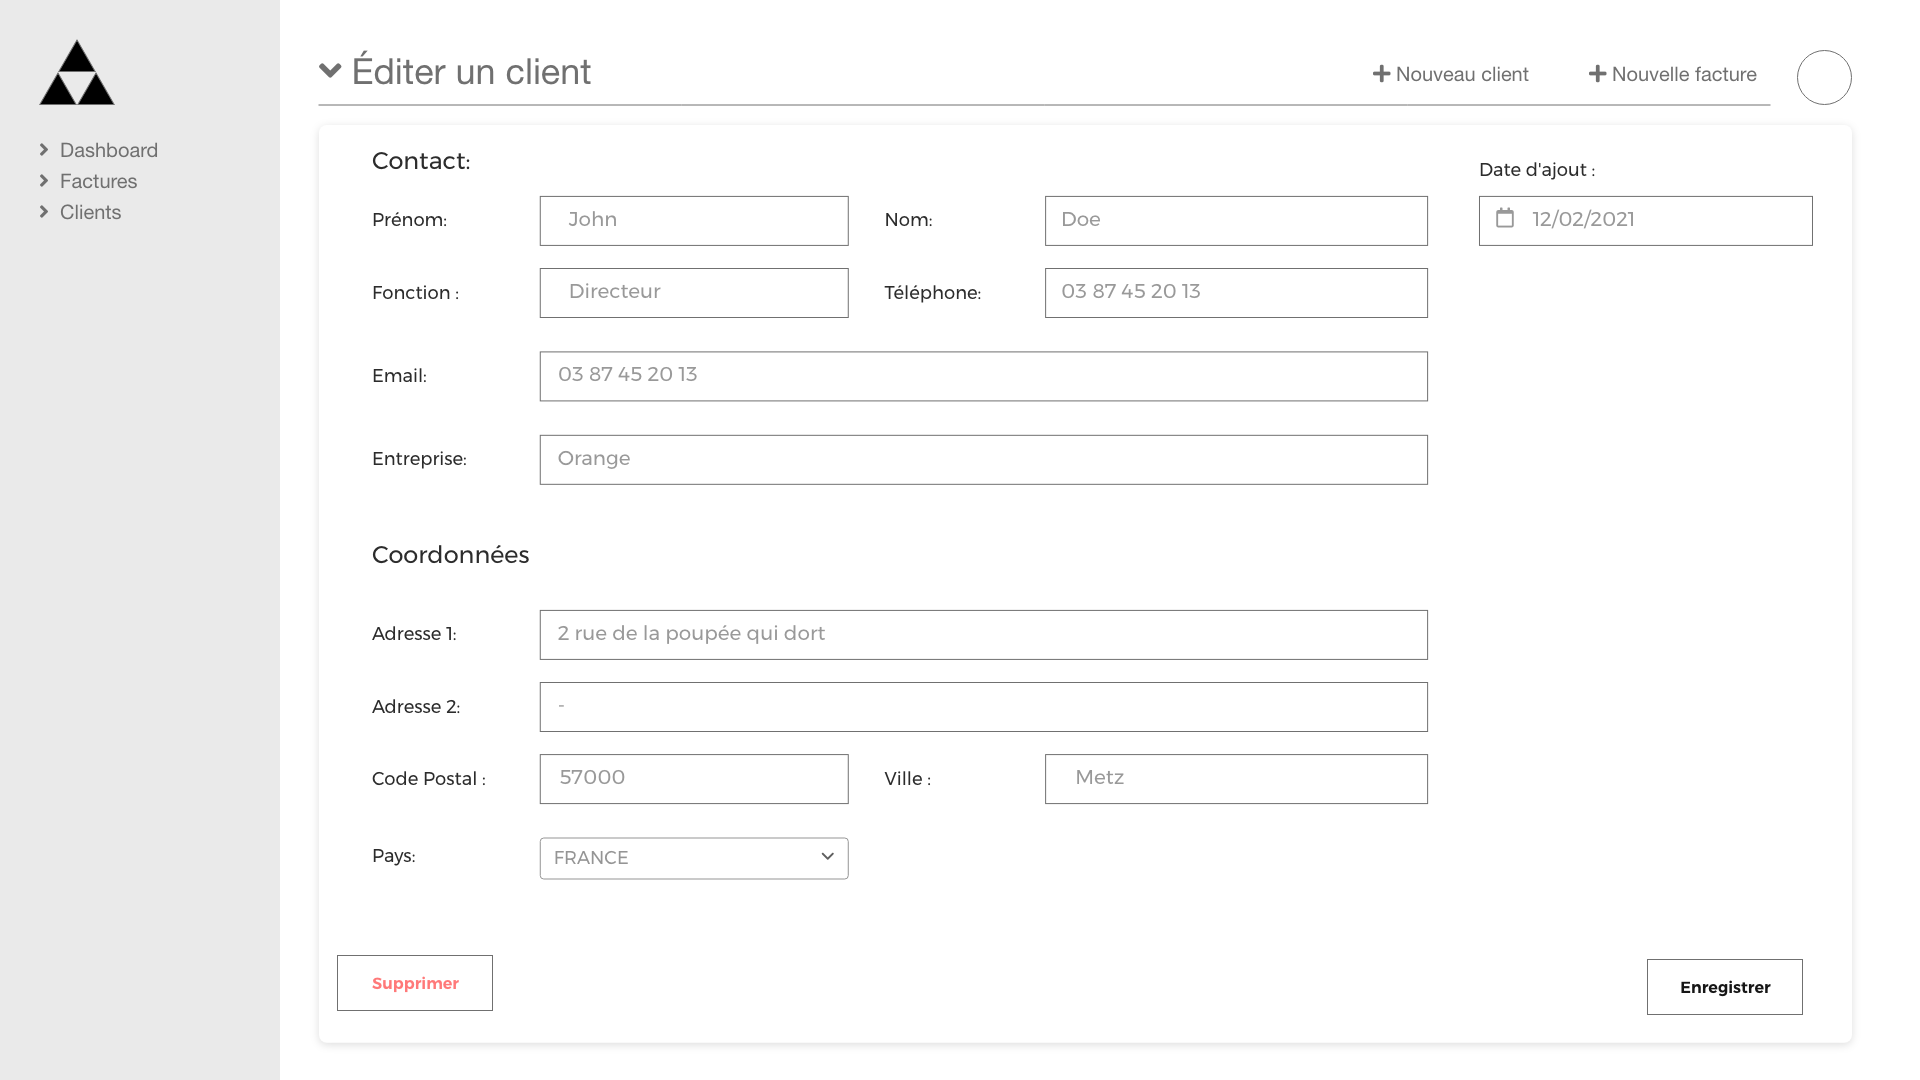 Éditer un client
Nouveau client
Nouvelle facture
Dashboard
Factures
Clients
Contact:
Date d'ajout :
Prénom:
John
Nom:
Doe
12/02/2021
Fonction :
Directeur
Téléphone:
03 87 45 20 13
Email:
03 87 45 20 13
Entreprise:
Orange
Coordonnées
Adresse 1:
2 rue de la poupée qui dort
Adresse 2:
-
Code Postal :
57000
Ville :
Metz
Pays:
FRANCE
Supprimer
Enregistrer